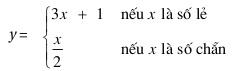 3x + 1 nếu x là số lẻ
y =
x/2 nếu x là số chẵn